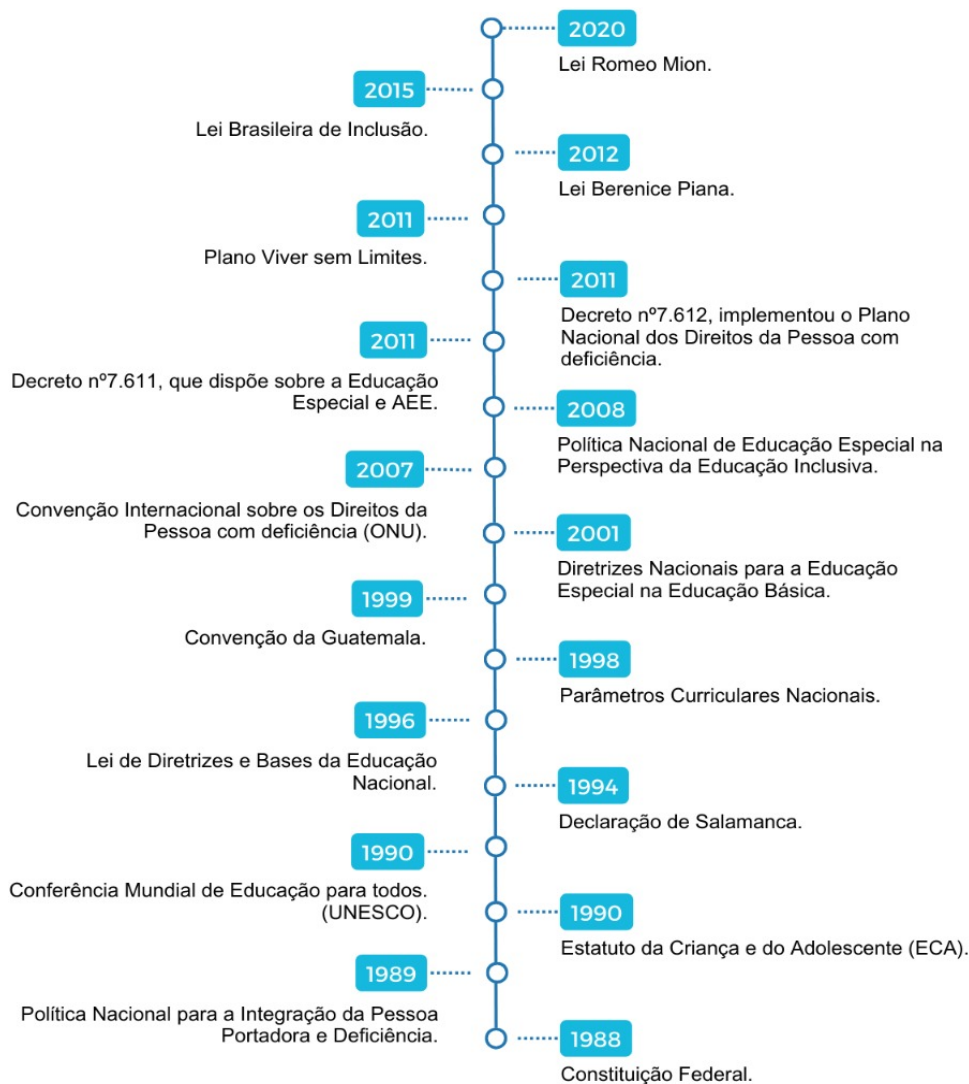 2020
Lei Romeo Mion.
2015
Lei Brasileira de Inclusão.
2012
Lei Berenice Piana.
2011
Plano Viver sem Limites.
2011
Decreto nº7.612, implementou o Plano
Nacional dos Direitos da Pessoa com
deficiência.
2011
Decreto nº7.611, que dispõe sobre a Educação
Especial e AEE.
2008
Política Nacional de Educação Especial na
Perspectiva da Educação Inclusiva.
2007
Convenção Internacional sobre os Direitos da
Pessoa com deficiência (ONU).
2001
Diretrizes Nacionais para a Educação
Especial na Educação Básica.
1999
Convenção da Guatemala.
1998
Parâmetros Curriculares Nacionais.
1996
Lei de Diretrizes e Bases da Educação
Nacional.
1994
Declaração de Salamanca.
1990
Conferência Mundial de Educação para todos.
(UNESCO).
1990
Estatuto da Criança e do Adolescente (ECA).
1989
Política Nacional para a Integração da Pessoa
Portadora e Deficiência.
1988
Constituição Federal.